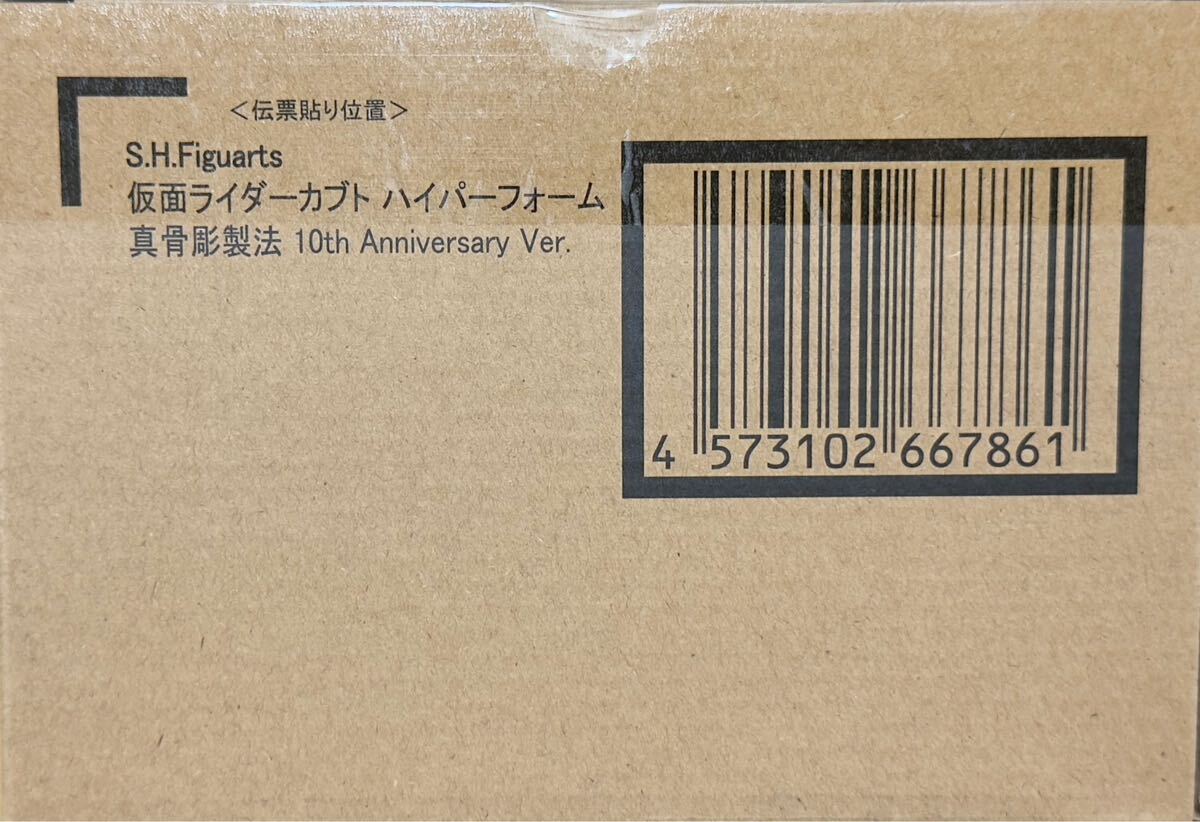 ＜伝票貼り位置＞
S.H.Figuarts
仮面ライダーカブト ハイパーフォーム
真骨彫製法 10th Anniversary Ver.
4 573102 667861